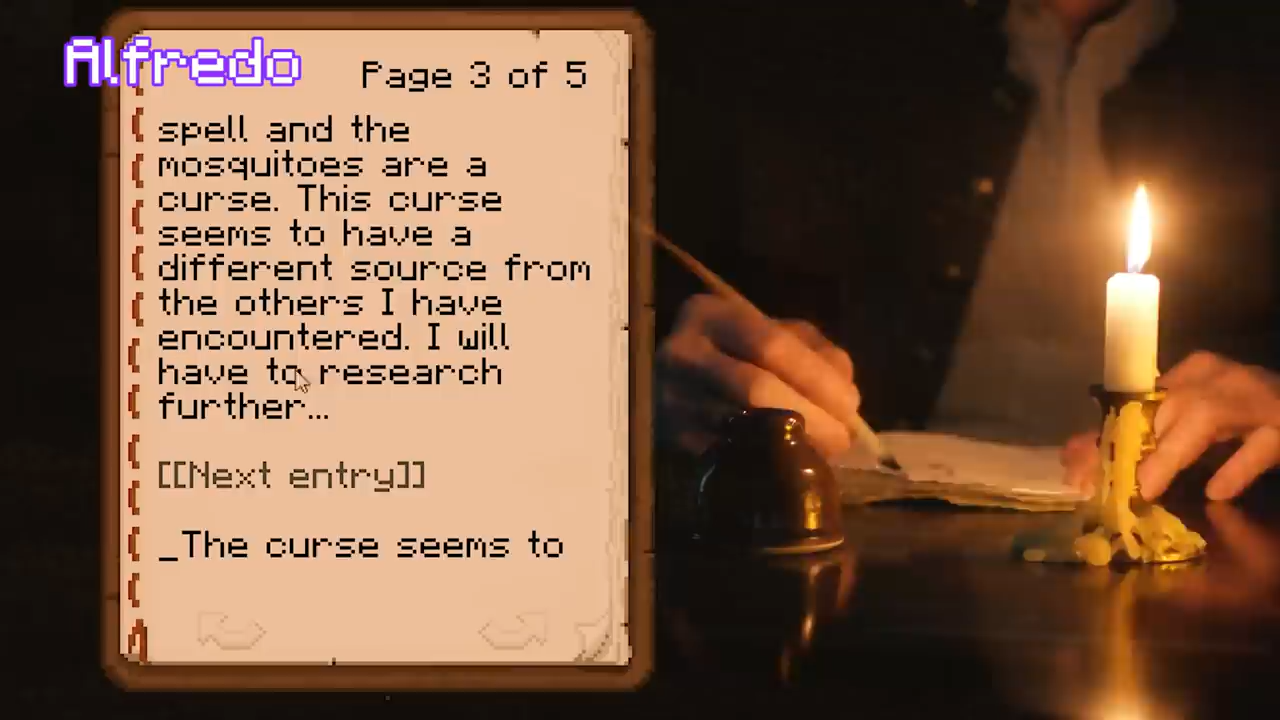 Alfredo
Page 3 of 5
spell and the
mosquitoes are a
curse. This curse
seems to have a
different source from
the others I have
encountered. I will
have to research
further...
[[Next entry]]
_The curse seems to